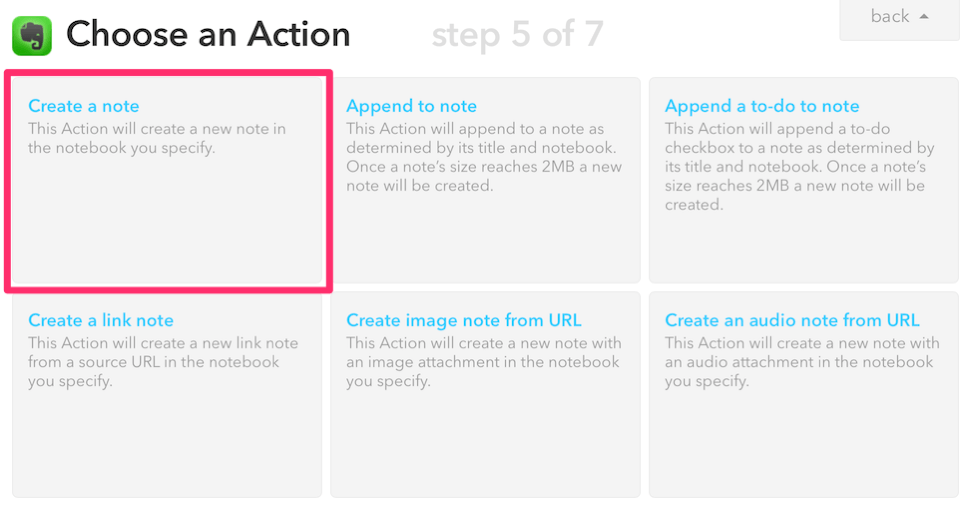 Choose an Action
step 5 of 7
back
Create a note
This Action will create a new note in
the notebook you specify.
Append to note
This Action will append to a note as
determined by its title and notebook.
Once a note's size reaches 2MB a new
note will be created.
Append a to-do to note
This Action will append a to-do
checkbox to a note as determined by
its title and notebook. Once a note's
size reaches 2MB a new note will be
created.
Create a link note
This Action will create a new link note
from a source URL in the notebook
you specify.
Create image note from URL
This Action will create a new note with
an image attachment in the notebook
you specify.
Create an audio note from URL
This Action will create a new note with
an audio attachment in the notebook
you specify.